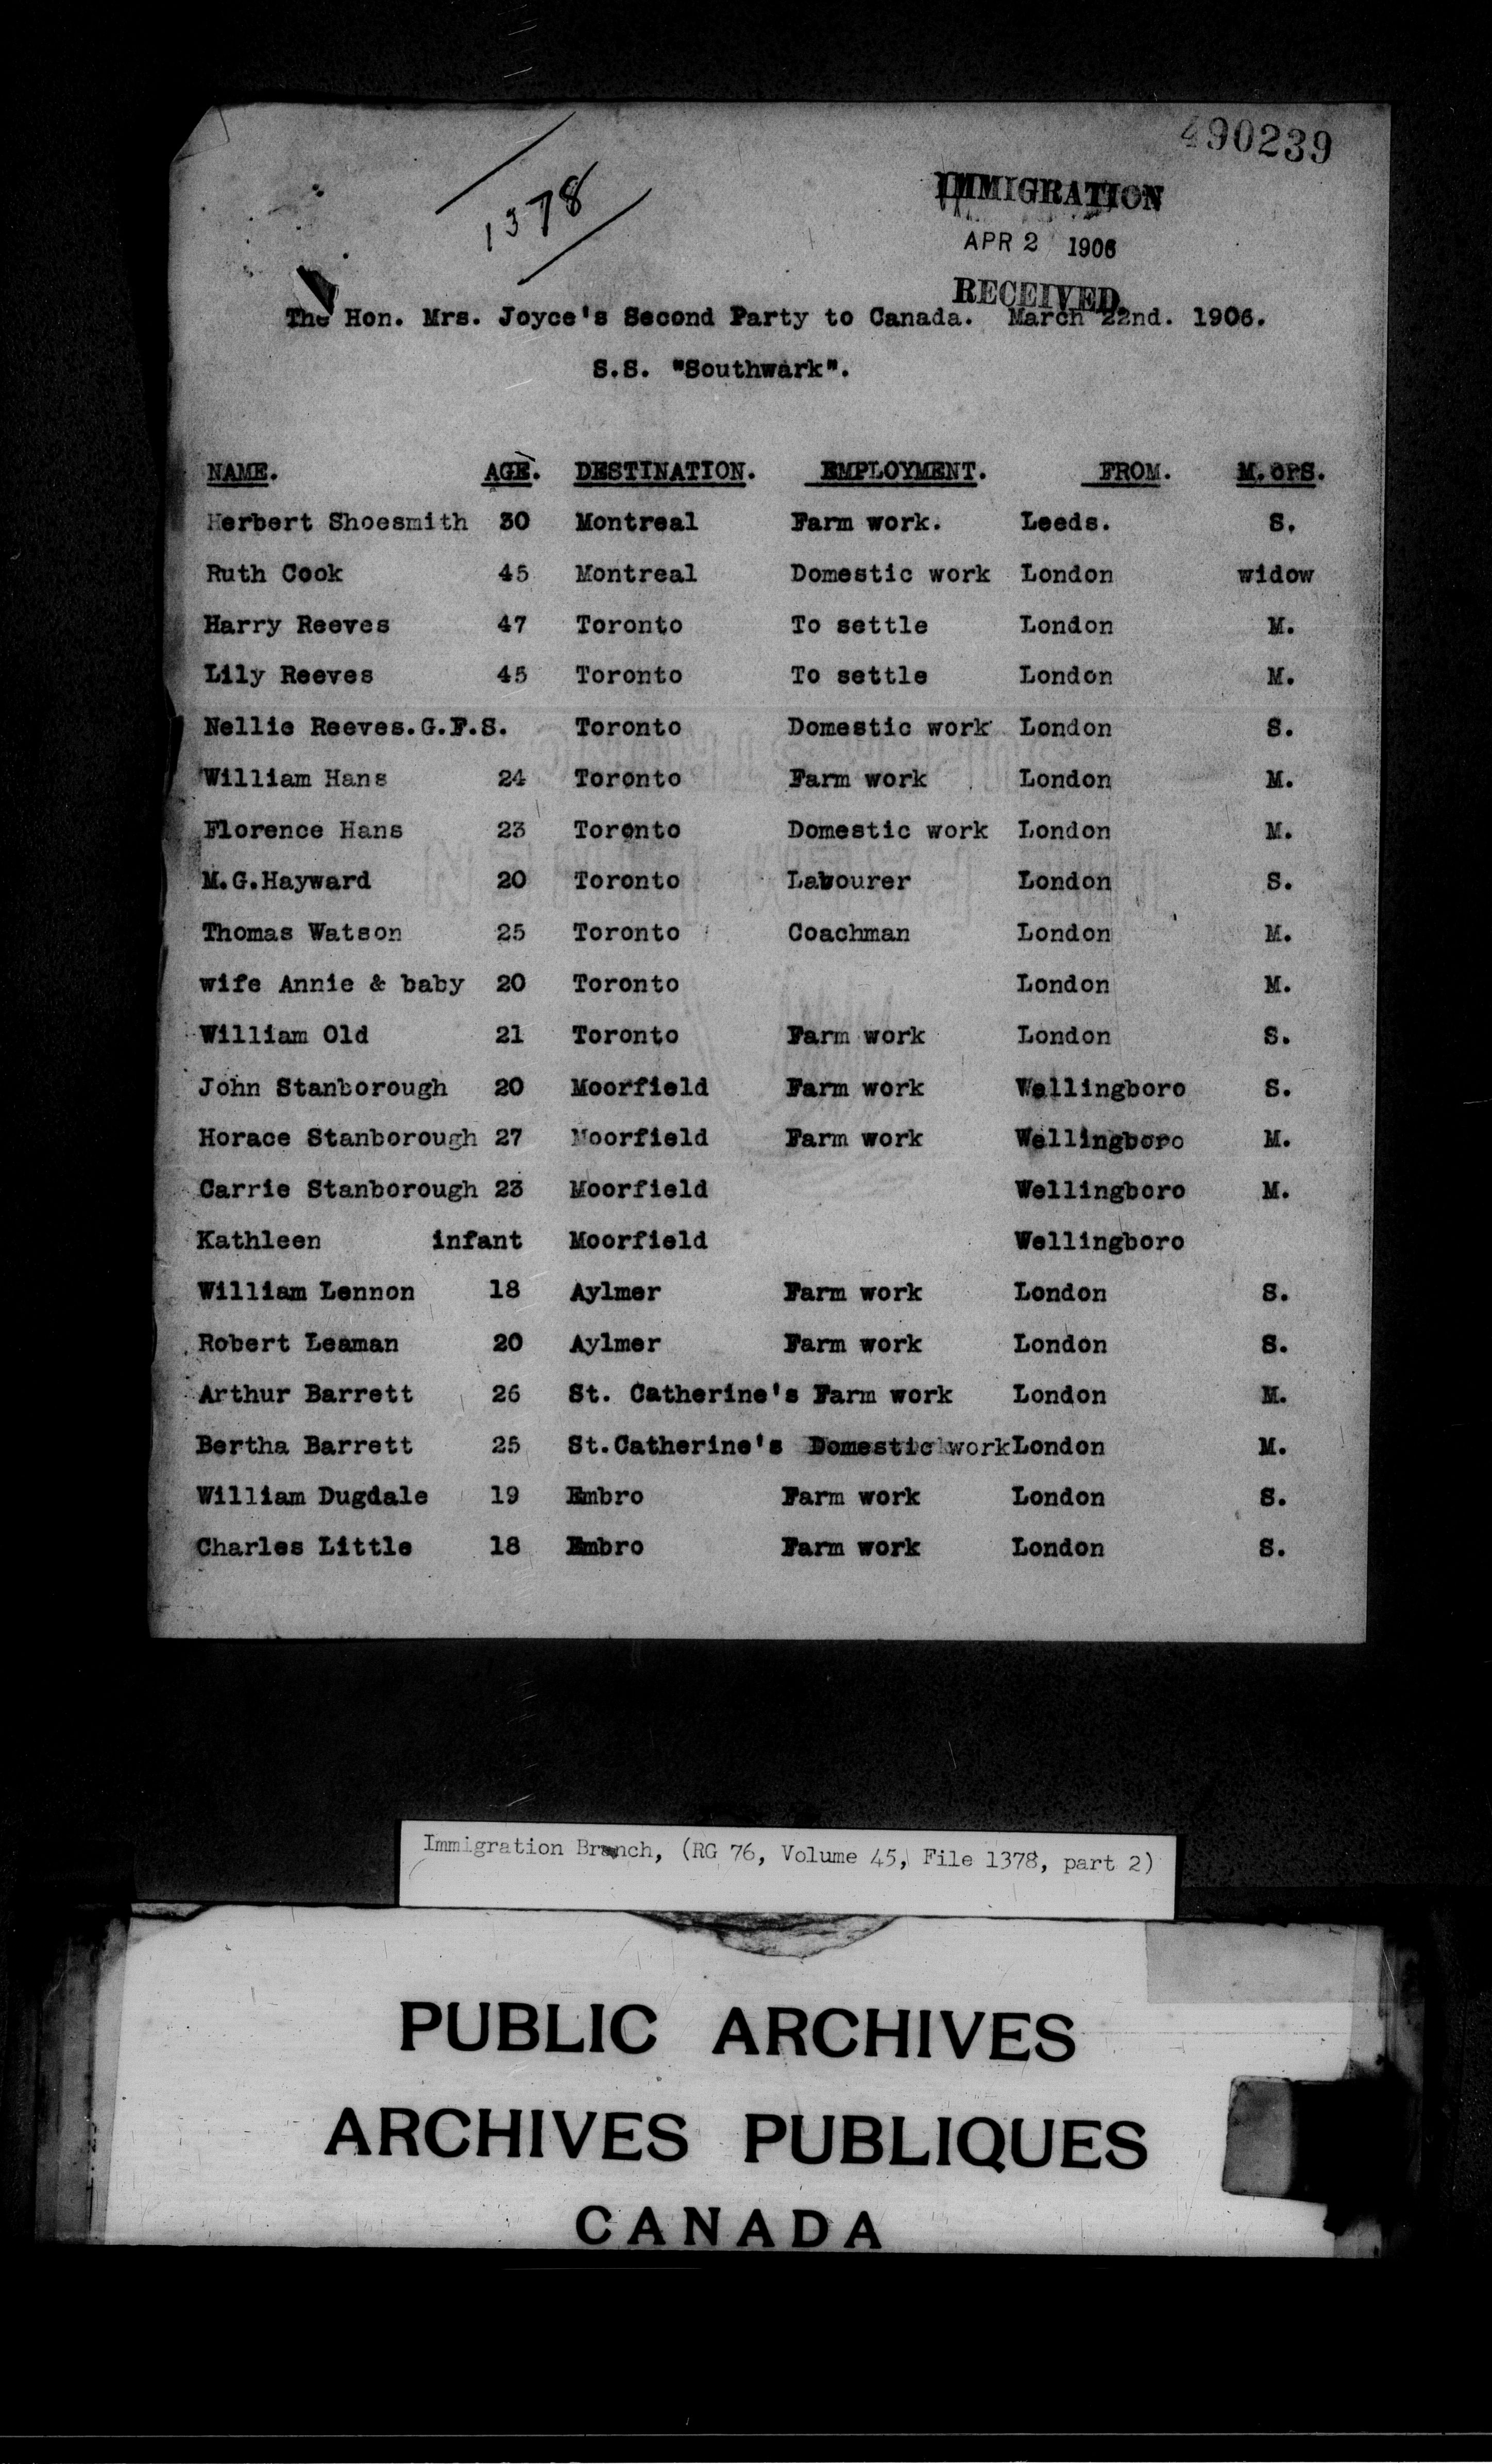 490239
1378
IMMIGRATION
APR 2 1906
RECEIVED.
The Hon. Mrs. Joyce's Second Party to Canada. March 22nd. 1906.
S.S. "Southwark".
NAME. AGE. DESTINATION. EMPLOYMENT. FROM. M.orS.
Herbert Shoesmith 30 Montreal Farm work. Leeds. S.
Ruth Cook 45 Montreal Domestic work London widow
Harry Reeves 47 Toronto To settle London M.
Lily Reeves 45 Toronto To settle London M.
Nellie Reeves.G.F.S. Toronto Domestic work London S.
William Hans 24 Toronto Farm work London M.
Florence Hans 23 Toronto Domestic work London M.
M.G.Hayward 20 Toronto Labourer London S.
Thomas Watson 25 Toronto Coachman London M.
wife Annie & baby 20 Toronto London M.
William Old 21 Toronto Farm work London S.
John Stanborough 20 Moorfield Farm work Wellingboro S.
Horace Stanborough 27 Moorfield Farm work Wellingboro M.
Carrie Stanborough 23 Moorfield Wellingboro M.
Kathleen infant Moorfield Wellingboro
William Lennon 18 Aylmer Farm work London S.
Robert Leaman 20 Aylmer Farm work London S.
Arthur Barrett 26 St. Catherine's Farm work London M.
Bertha Barrett 25 St.Catherine's Domestic work London M.
William Dugdale 19 Embro Farm work London S.
Charles Little 18 Embro Farm work London S.
Immigration Branch, (RG 76, Volume 45, File 1378, part 2)
PUBLIC ARCHIVES
ARCHIVES PUBLIQUES
CANADA